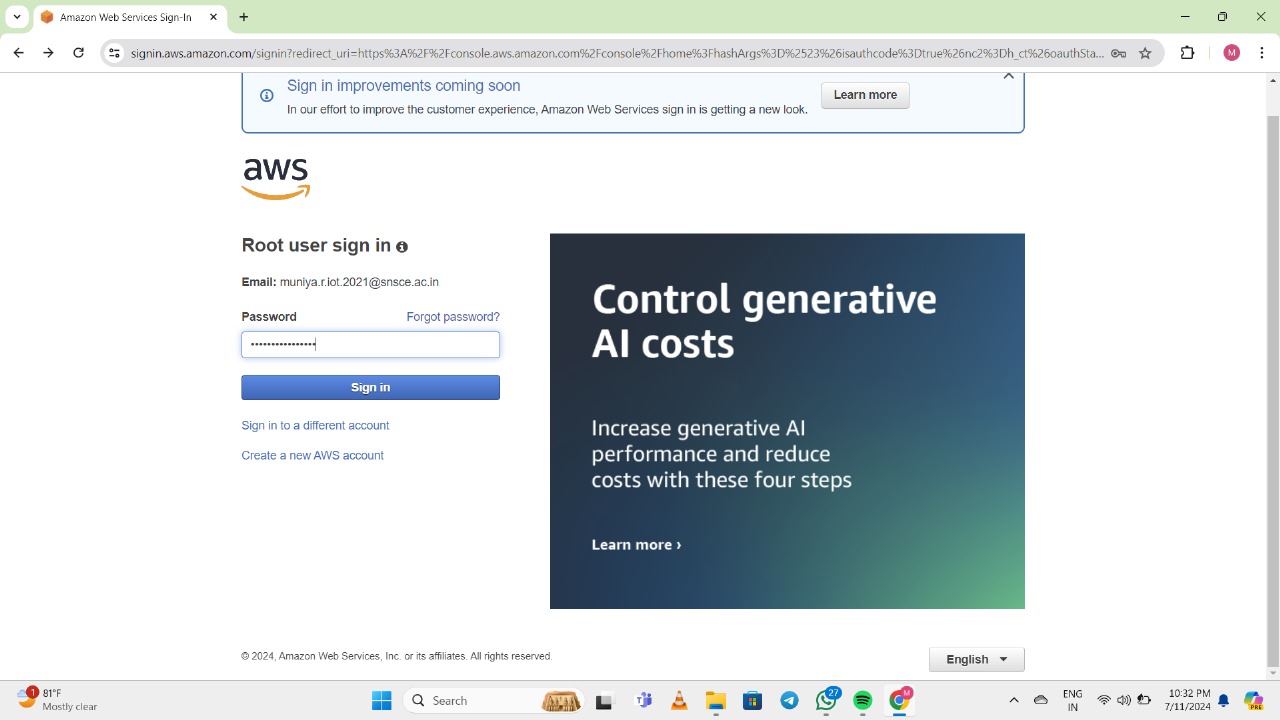 Amazon Web Services Sign-In
signin.aws.amazon.com/signin?redirect_uri=https%3A%2F%2Fconsole.aws.amazon.com%2Fconsole%2Fhome%3FhashArgs%3D%2523%26isauthcode%3Dtrue%26nc2%3Dh_ct%26oauthSta...
M
Sign in improvements coming soon
In our effort to improve the customer experience, Amazon Web Services sign in is getting a new look.
Learn more
aws
Root user sign in
Email: muniya.r.iot.2021@snsce.ac.in
Password Forgot password?
Sign in
Sign in to a different account
Create a new AWS account
Control generative
AI costs
Increase generative AI
performance and reduce
costs with these four steps
Learn more ›
© 2024, Amazon Web Services, Inc. or its affiliates. All rights reserved.
English
1
81°F
Mostly clear
Search
27
M
ENG
IN
10:32 PM
7/11/2024
PRE